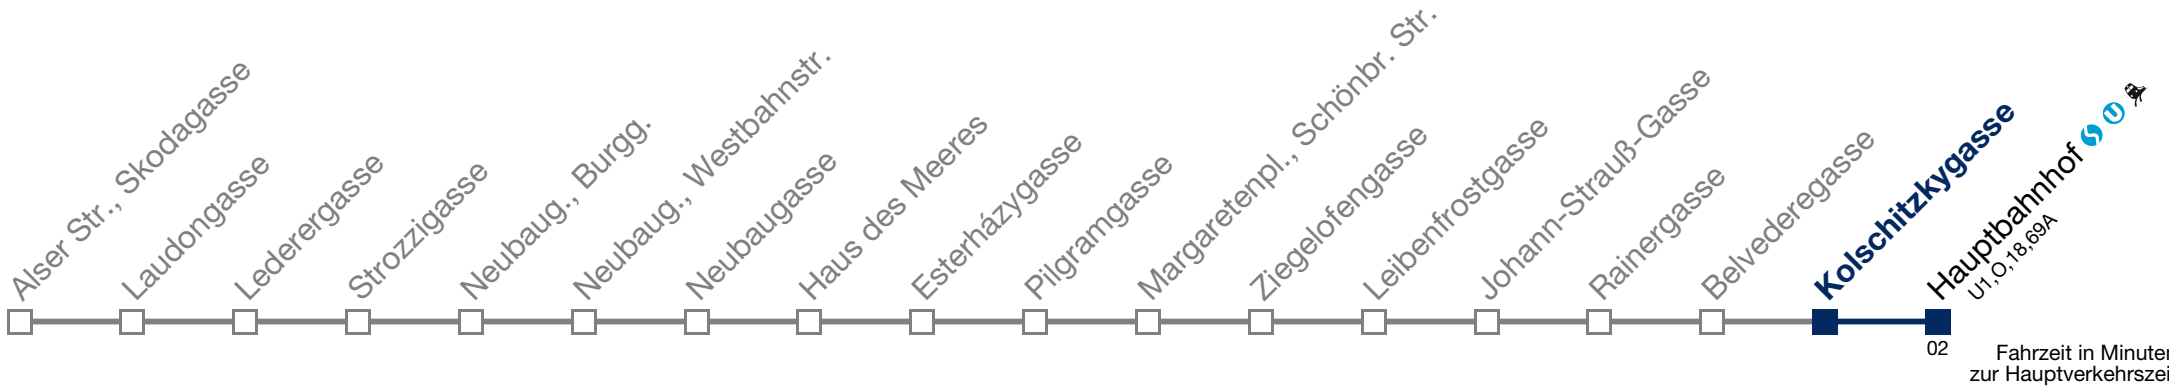 Alser Str., Skodagasse
Laudongasse
Lederergasse
Strozzigasse
Neubaug., Burgg.
Neubaug., Westbahnstr.
Neubaugasse
Haus des Meeres
Esterházygasse
Pilgramgasse
Margaretenpl., Schönbr. Str.
Ziegelofengasse
Leibenfrostgasse
Johann-Strauß-Gasse
Rainergasse
Belvederegasse
Kolschitzkygasse
Hauptbahnhof S U
U1,O,18,69A
02
Fahrzeit in Minuten
zur Hauptverkehrszeit